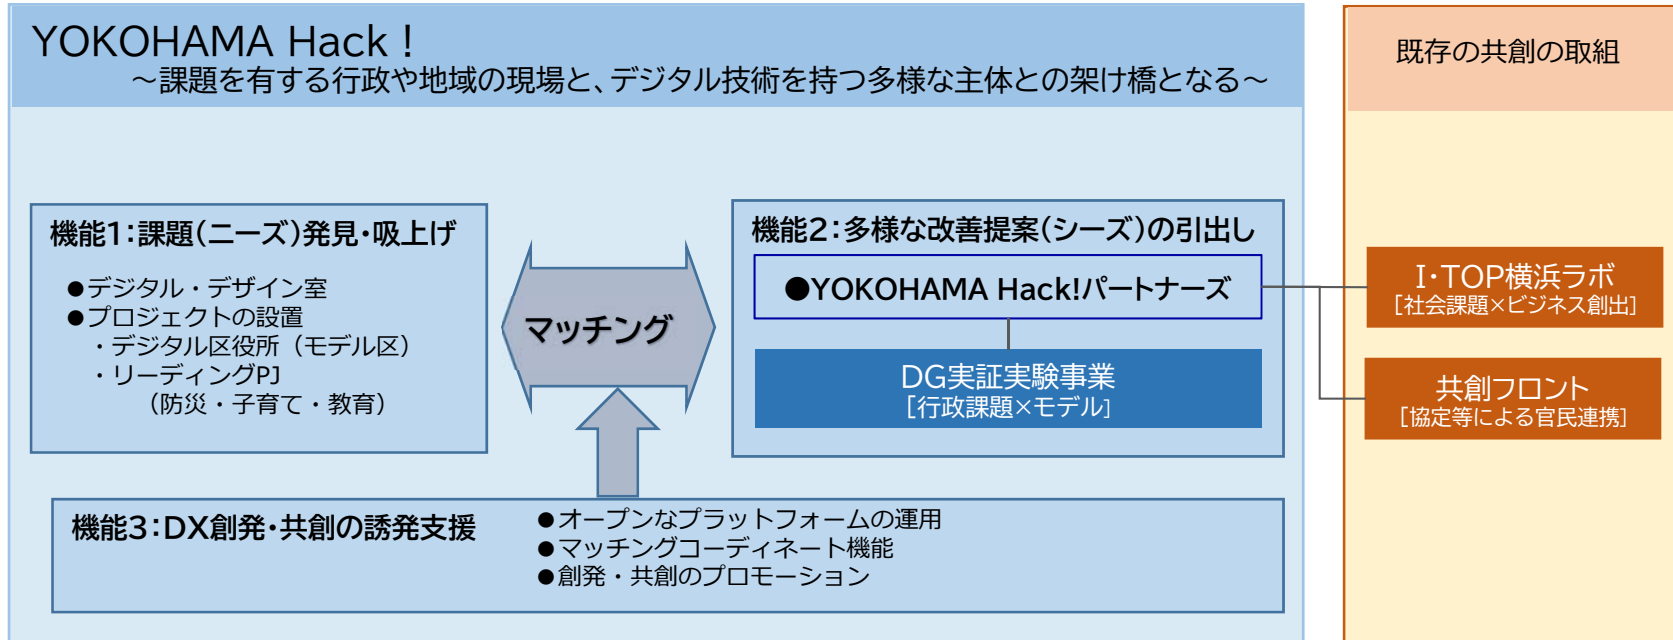 YOKOHAMA Hack！
～課題を有する行政や地域の現場と、デジタル技術を持つ多様な主体との架け橋となる～
既存の共創の取組
機能1：課題（ニーズ）発見・吸上げ
●デジタル・デザイン室
●プロジェクトの設置
・デジタル区役所（モデル区）
・リーディングPJ
（防災・子育て・教育）
マッチング
機能2：多様な改善提案（シーズ）の引出し
●YOKOHAMA Hack!パートナーズ
DG実証実験事業
[行政課題×モデル]
I・TOP横浜ラボ
[社会課題×ビジネス創出]
共創フロント
[協定等による官民連携]
機能3：DX創発・共創の誘発支援
●オープンなプラットフォームの運用
●マッチングコーディネート機能
●創発・共創のプロモーション